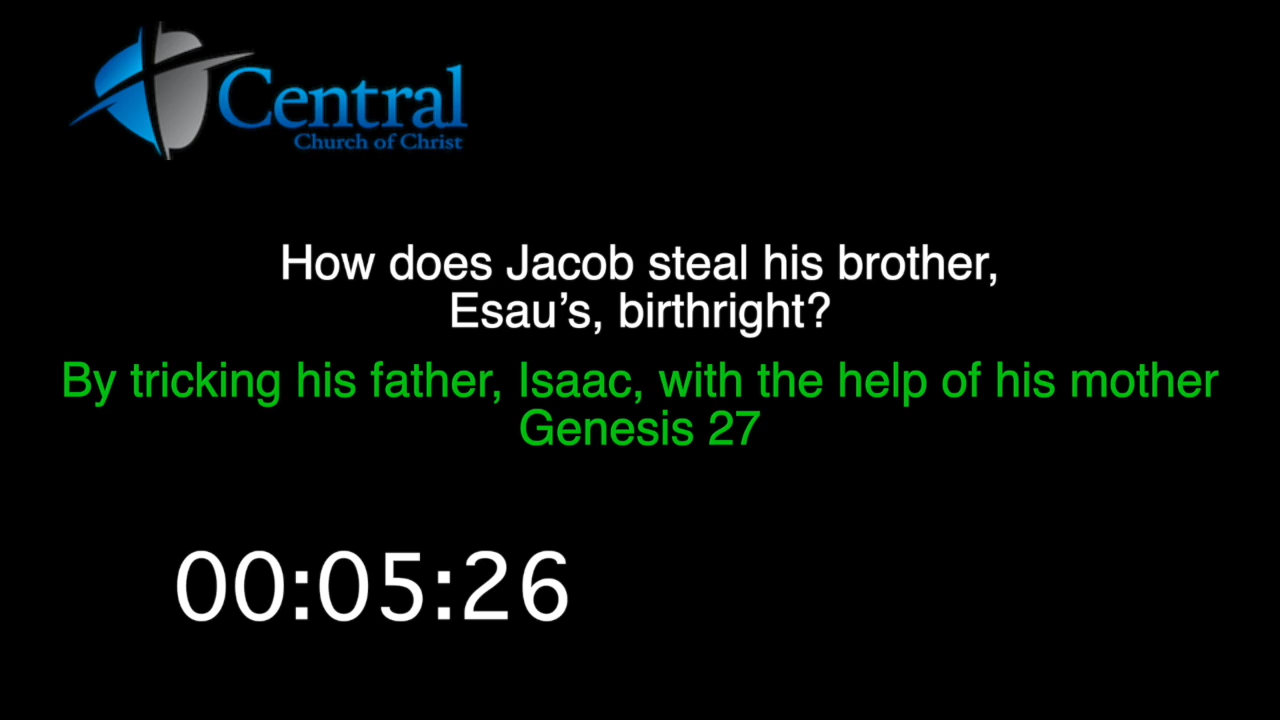 Central
Church of Christ
How does Jacob steal his brother,
Esau’s, birthright?
By tricking his father, Isaac, with the help of his mother
Genesis 27
00:05:26